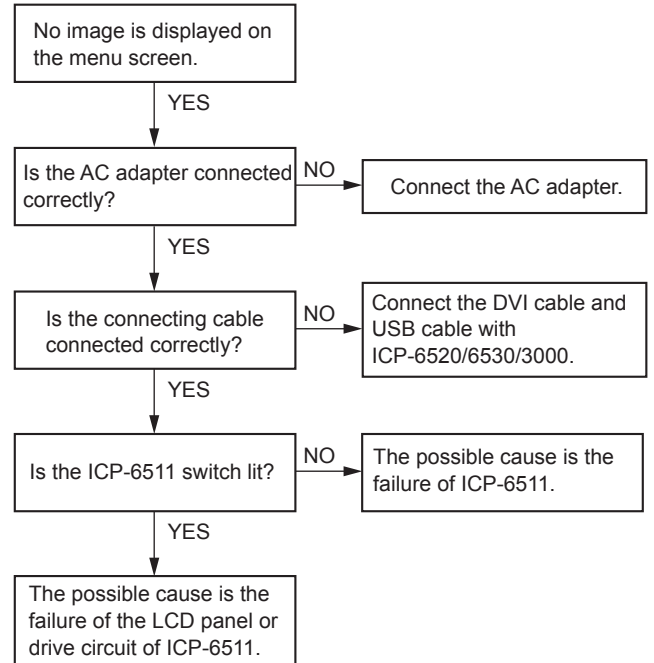 No image is displayed on
the menu screen.
YES
Is the AC adapter connected
correctly?
NO
Connect the AC adapter.
YES
Is the connecting cable
connected correctly?
NO
Connect the DVI cable and
USB cable with
ICP-6520/6530/3000.
YES
Is the ICP-6511 switch lit?
NO
The possible cause is the
failure of ICP-6511.
YES
The possible cause is the
failure of the LCD panel or
drive circuit of ICP-6511.